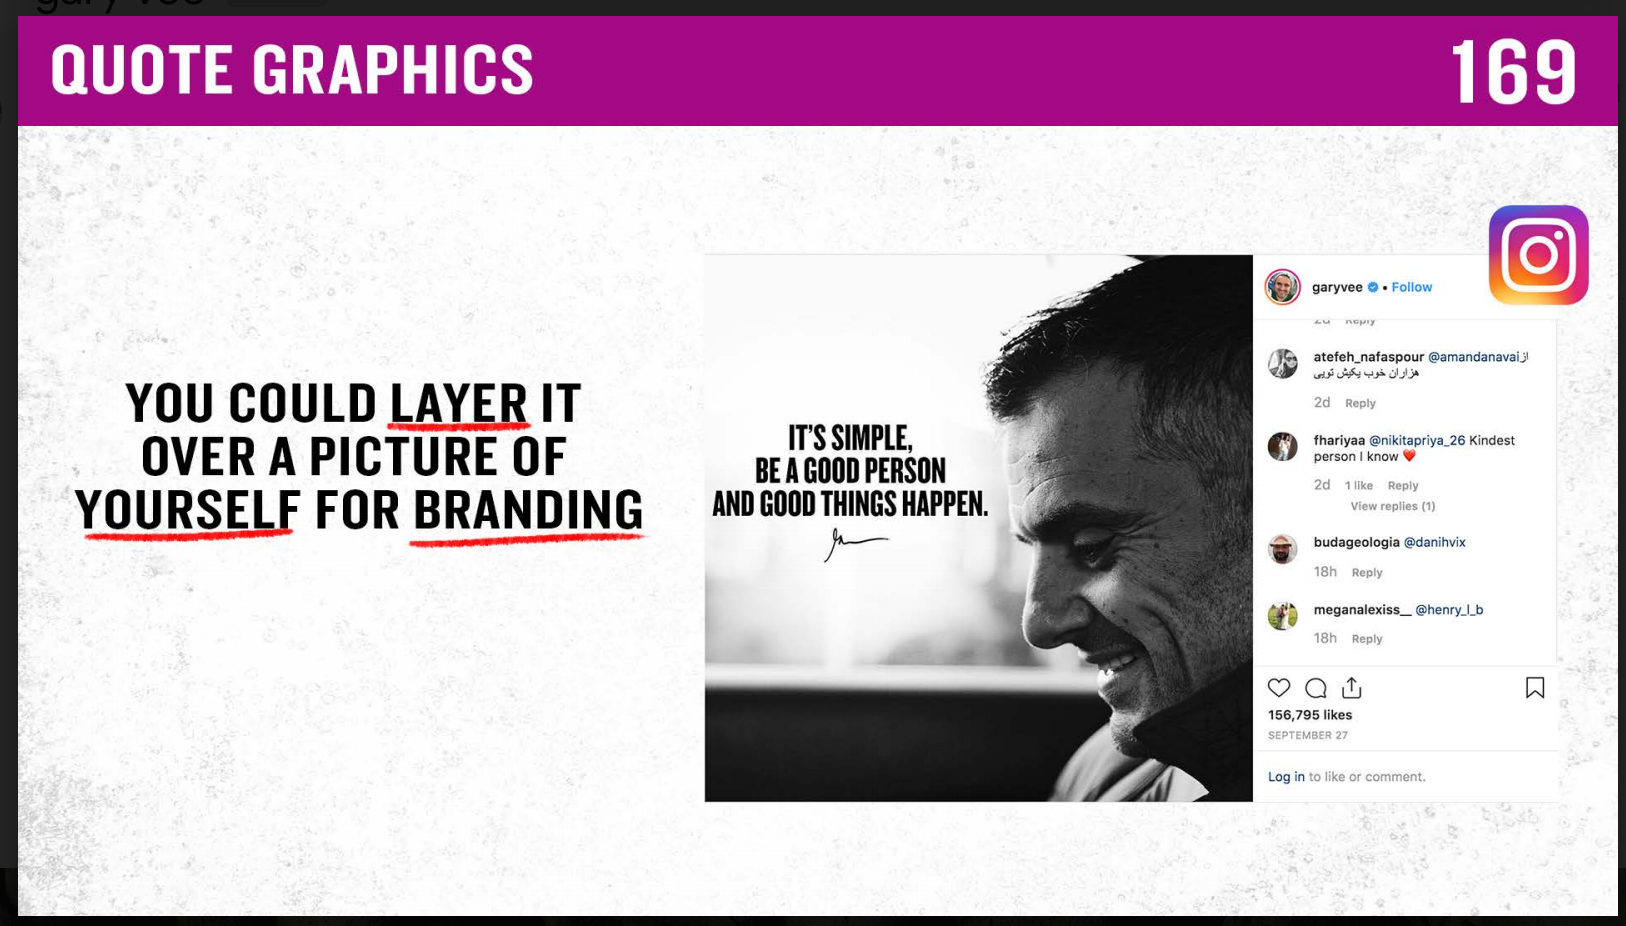 gary vee
QUOTE GRAPHICS
169
YOU COULD LAYER IT
OVER A PICTURE OF
YOURSELF FOR BRANDING
IT'S SIMPLE,
BE A GOOD PERSON
AND GOOD THINGS HAPPEN.
garyvee • Follow
2d Reply
atefeh_nafaspour @amandanavai از
هزاران خوب یکیش تویی
2d Reply
fhariyaa @nikitapriya_26 Kindest
person I know ❤️
2d 1 like Reply
View replies (1)
budageologia @danihvix
18h Reply
meganalexiss__ @henry_l_b
18h Reply
156,795 likes
SEPTEMBER 27
Log in to like or comment.